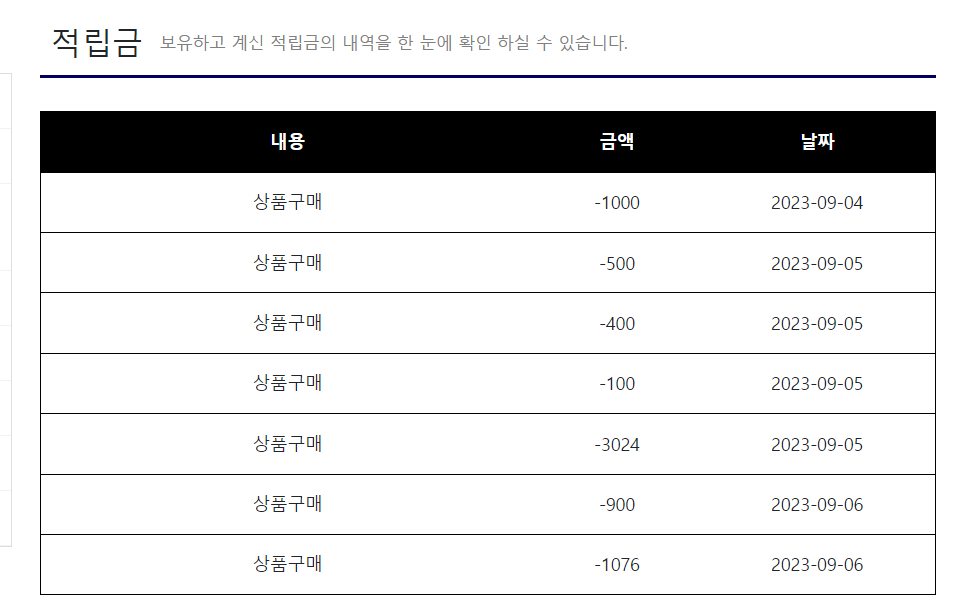 적립금 보유하고 계신 적립금의 내역을 한 눈에 확인 하실 수 있습니다.
내용 금액 날짜
상품구매 -1000 2023-09-04
상품구매 -500 2023-09-05
상품구매 -400 2023-09-05
상품구매 -100 2023-09-05
상품구매 -3024 2023-09-05
상품구매 -900 2023-09-06
상품구매 -1076 2023-09-06